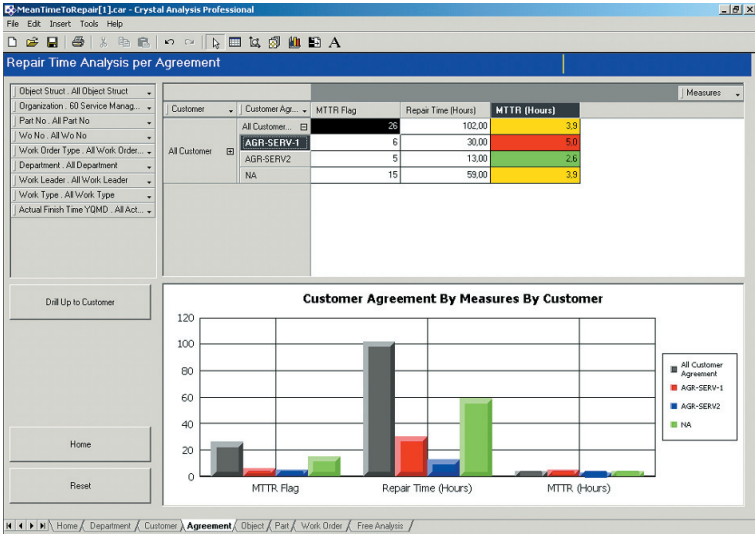 MeanTimeToRepair[1].car - Crystal Analysis Professional
File Edit Insert Tools Help
Repair Time Analysis per Agreement
Object Struct . All Object Struct
Organization . 60 Service Manag...
Part No . All Part No
Wo No . All Wo No
Work Order Type . All Work Order...
Department . All Department
Work Leader . All Work Leader
Work Type . All Work Type
Actual Finish Time YQMD . All Act...
Measures
Customer Customer Agr... MTTR Flag Repair Time (Hours) MTTR (Hours)
All Customer
All Customer... 26 102,00 3,9
AGR-SERV-1 6 30,00 5,0
AGR-SERV2 5 13,00 2,6
NA 15 59,00 3,9
Drill Up to Customer
Home
Reset
Customer Agreement By Measures By Customer
120
100
80
60
40
20
0
MTTR Flag Repair Time (Hours) MTTR (Hours)
All Customer
Agreement
AGR-SERV-1
AGR-SERV2
NA
Home Department Customer Agreement Object Part Work Order Free Analysis